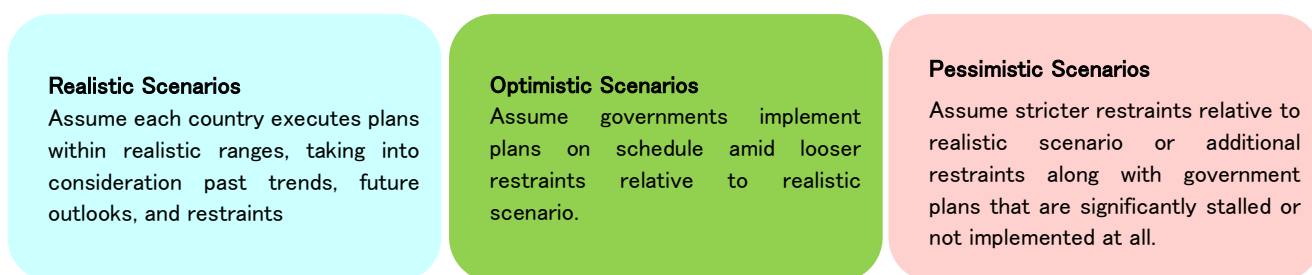 Realistic Scenarios
Assume each country executes plans
within realistic ranges, taking into
consideration past trends, future
outlooks, and restraints
Optimistic Scenarios
Assume governments implement
plans on schedule amid looser
restraints relative to realistic
scenario.
Pessimistic Scenarios
Assume stricter restraints relative to
realistic scenario or additional
restraints along with government
plans that are significantly stalled or
not implemented at all.